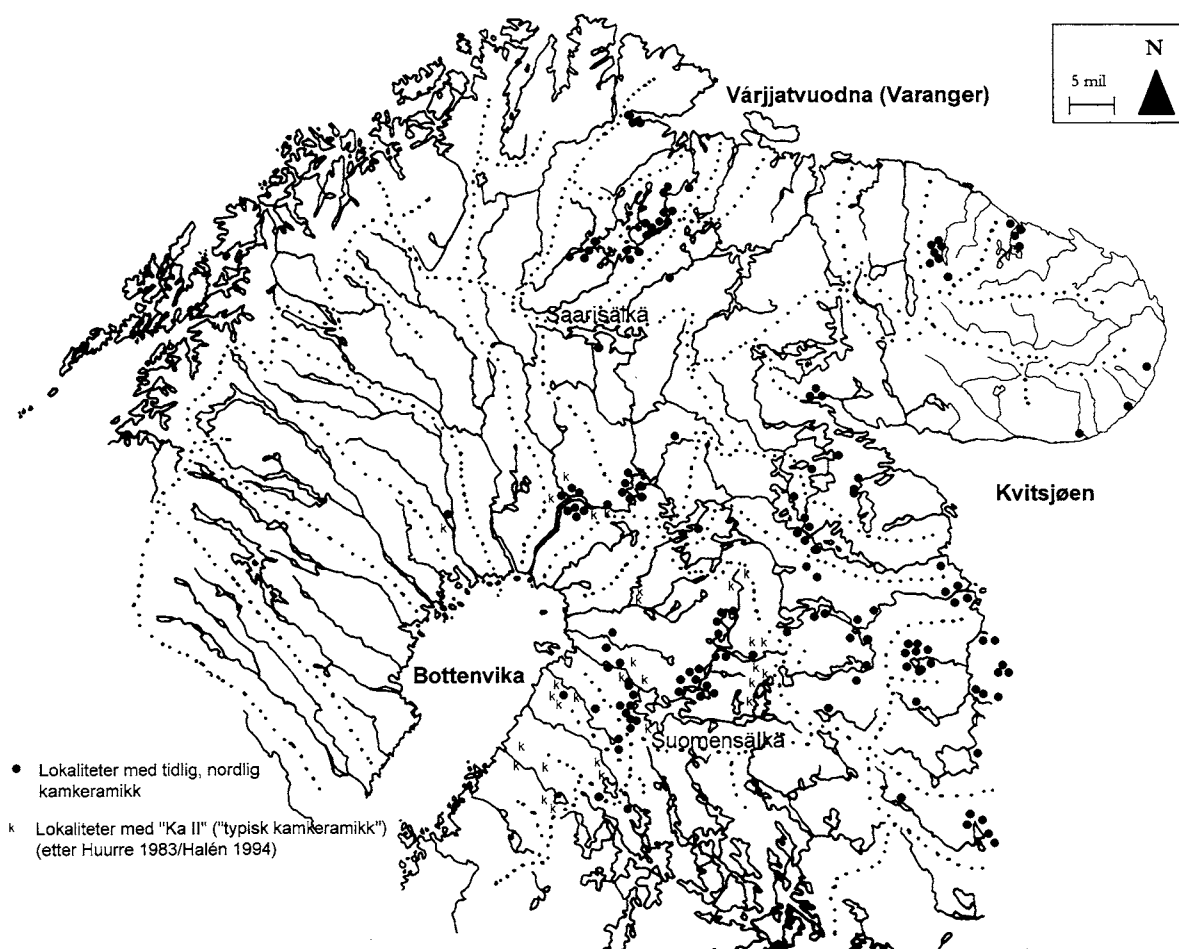 N
5 mil
Várjjatvuodna (Varanger)
Saarisälkä
Kvitsjøen
Bottenvika
Suomensälkä
Lokaliteter med tidlig, nordlig
kamkeramikk
k Lokaliteter med "Ka II" ("typisk kamkeramikk")
(etter Huurre 1983/Halén 1994)